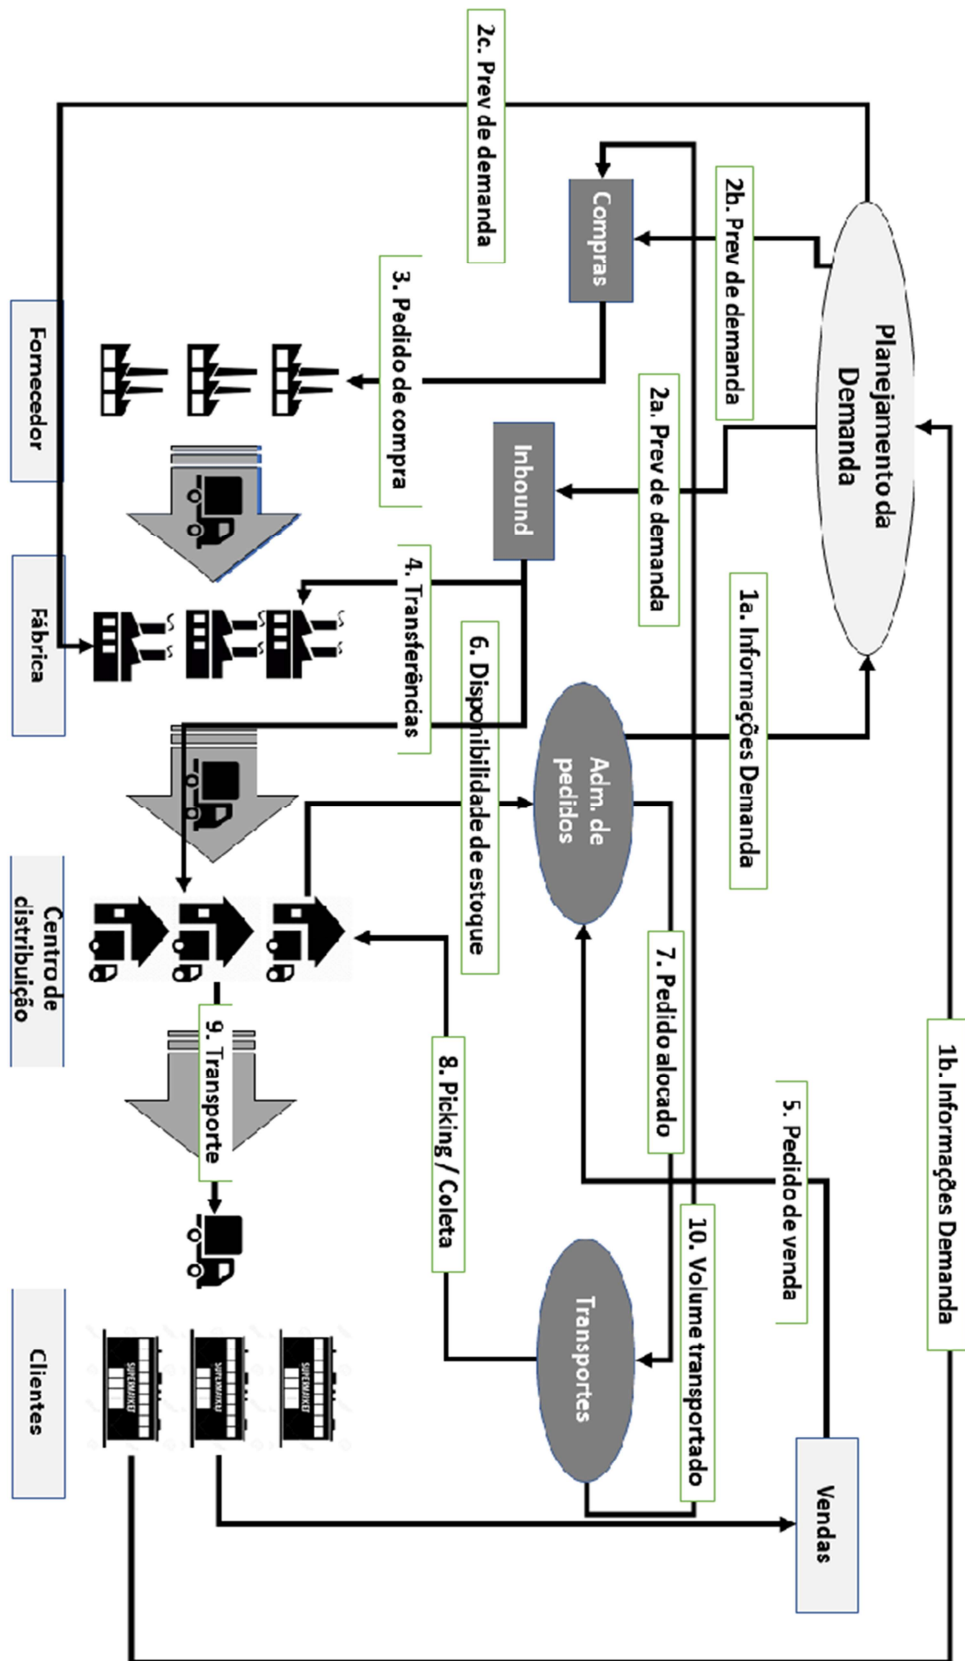 1b. Informações Demanda
Planejamento da
Demanda
Vendas
1a. Informações Demanda
5. Pedido de venda
2b. Prev de demanda
2a. Prev de demanda
7. Pedido alocado
10. Volume transportado
Compras
Inbound
Adm. de
pedidos
Transportes
2c. Prev de demanda
3. Pedido de compra
4. Transferências
6. Disponibilidade de estoque
8. Picking / Coleta
9. Transporte
SUPERMARKET
SUPERMARKET
SUPERMARKET
Fornecedor
Fábrica
Centro de
distribuição
Clientes